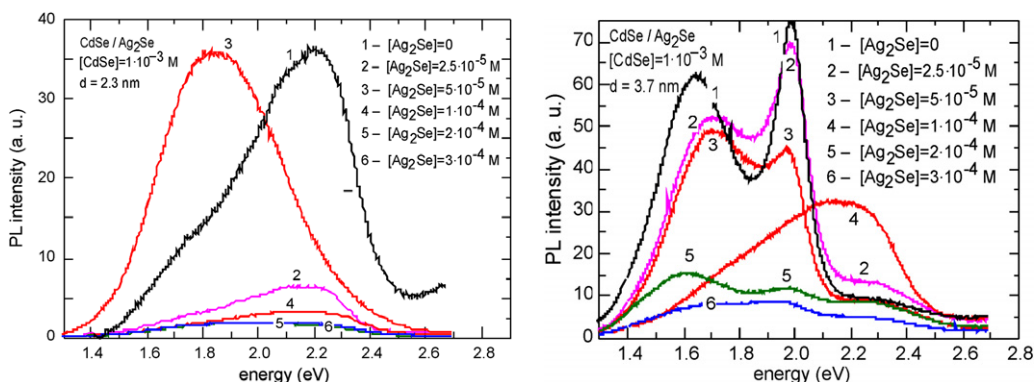 40
30
20
10
0
PL intensity (a. u.)
CdSe / Ag2Se
[CdSe]=1·10⁻³ M
d = 2.3 nm
3
1
1 – [Ag2Se]=0
2 – [Ag2Se]=2.5·10⁻⁵ M
3 – [Ag2Se]=5·10⁻⁵ M
4 – [Ag2Se]=1·10⁻⁴ M
5 – [Ag2Se]=2·10⁻⁴ M
6 – [Ag2Se]=3·10⁻⁴ M
2
4
5
6
1.4 1.6 1.8 2.0 2.2 2.4 2.6 2.8
energy (eV)
70
60
50
40
30
20
10
0
PL intensity (a. u.)
CdSe / Ag2Se
[CdSe]=1·10⁻³ M
d = 3.7 nm
1
2
1 – [Ag2Se]=0
2 – [Ag2Se]=2.5·10⁻⁵ M
3 – [Ag2Se]=5·10⁻⁵ M
4 – [Ag2Se]=1·10⁻⁴ M
5 – [Ag2Se]=2·10⁻⁴ M
6 – [Ag2Se]=3·10⁻⁴ M
1
2
3
3
4
2
5
5
6
1.4 1.6 1.8 2.0 2.2 2.4 2.6 2.8
energy (eV)